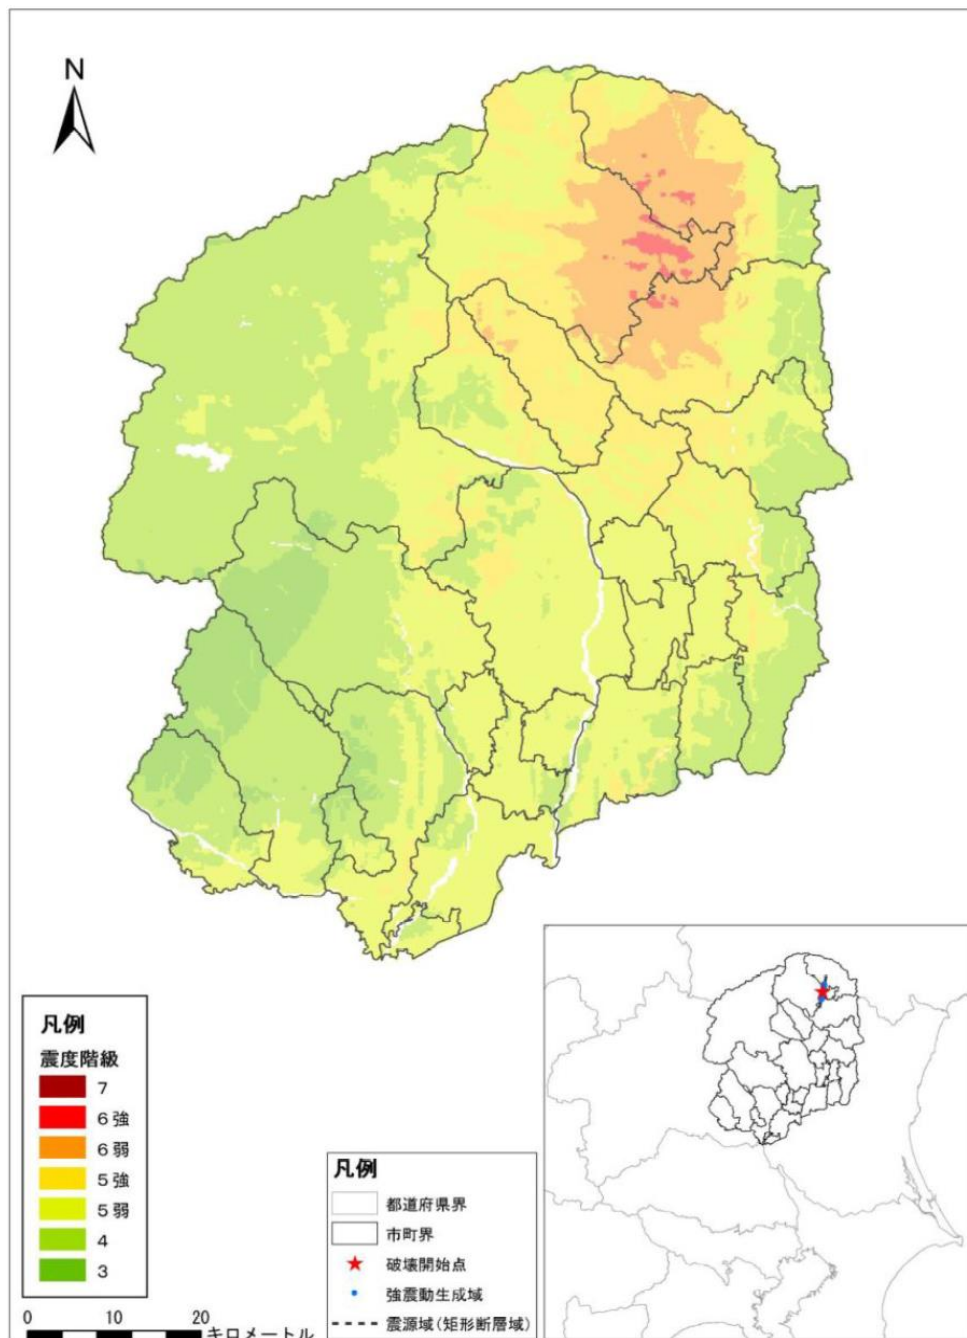 N
凡例
震度階級
7
6強
6弱
5強
5弱
4
3
0 10 20
キロメートル
凡例
都道府県界
市町界
破壊開始点
強震動生成域
震源域(矩形断層域)